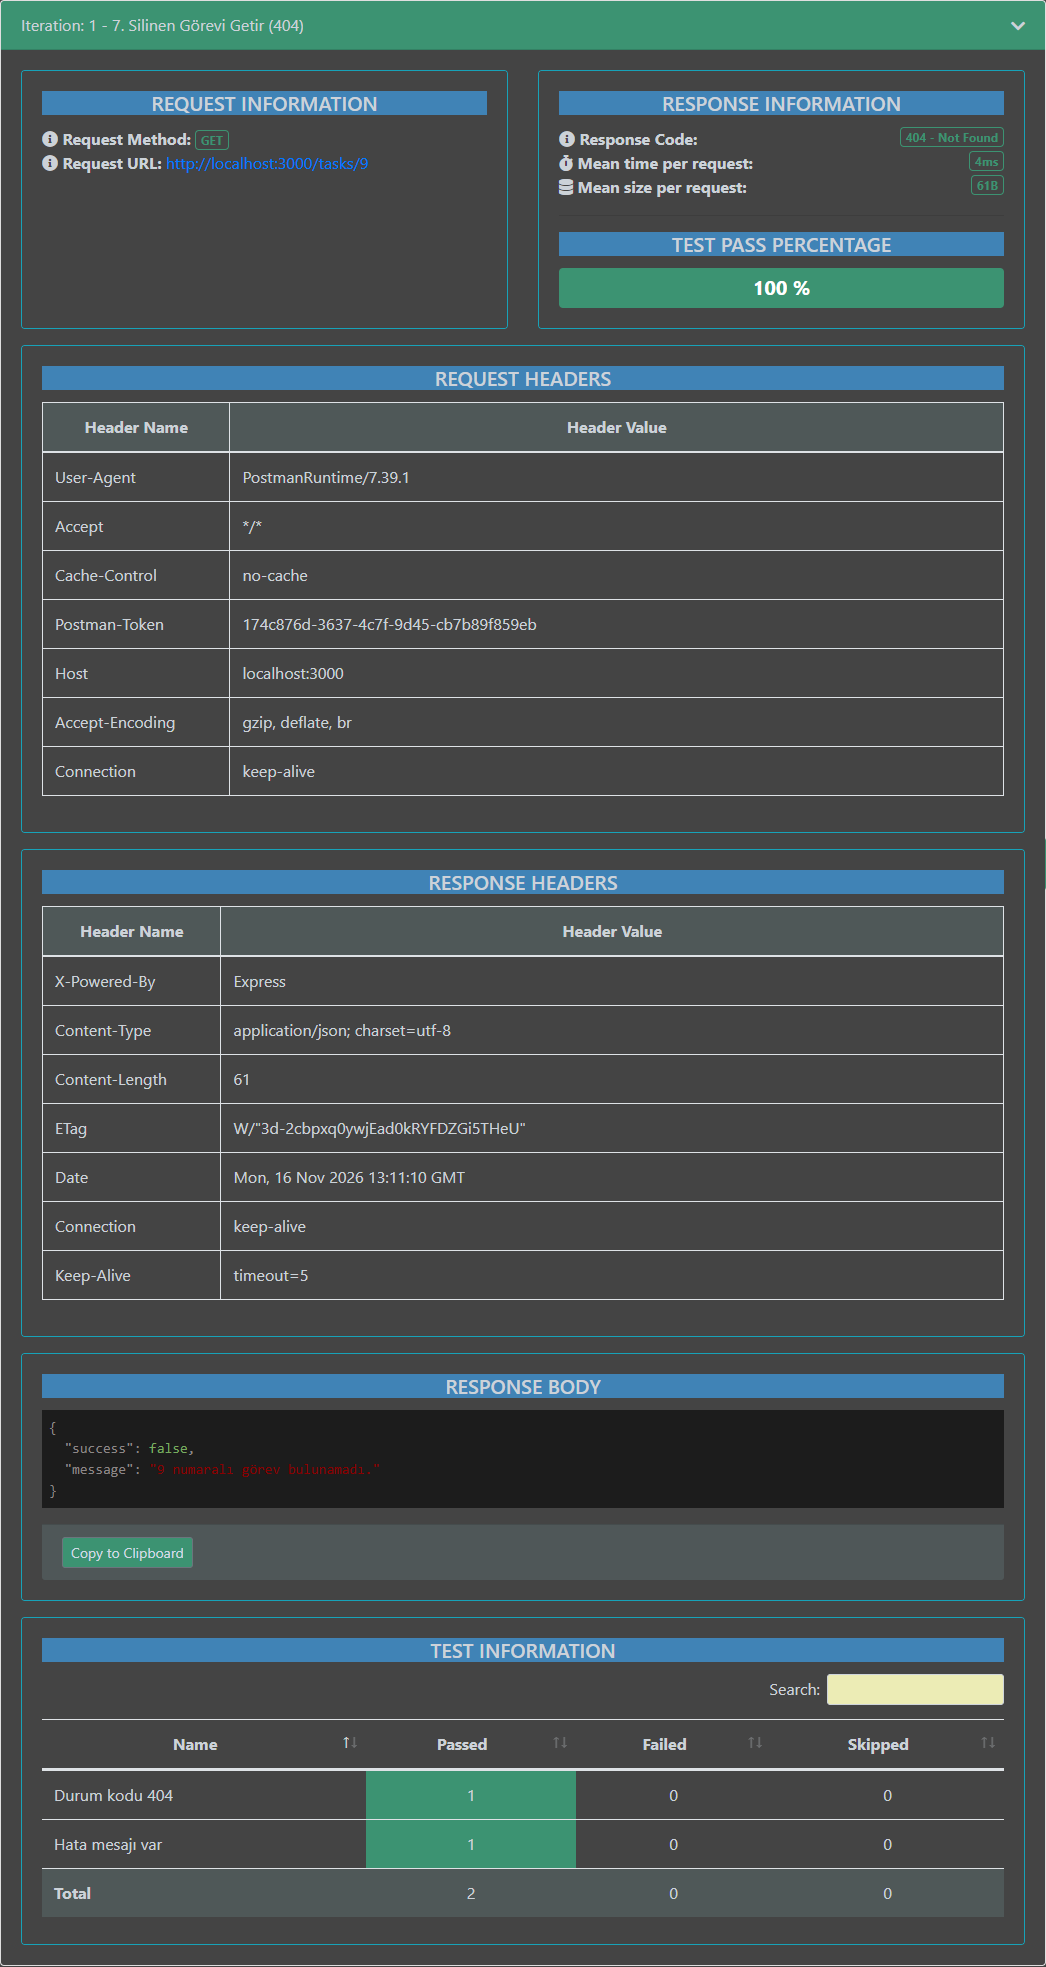 Iteration: 1 - 7. Silinen Görevi Getir (404)
REQUEST INFORMATION
Request Method: GET
Request URL: http://localhost:3000/tasks/9
RESPONSE INFORMATION
Response Code: 404 - Not Found
Mean time per request: 4ms
Mean size per request: 61B
TEST PASS PERCENTAGE
100 %
REQUEST HEADERS
Header Name Header Value
User-Agent PostmanRuntime/7.39.1
Accept */*
Cache-Control no-cache
Postman-Token 174c876d-3637-4c7f-9d45-cb7b89f859eb
Host localhost:3000
Accept-Encoding gzip, deflate, br
Connection keep-alive
RESPONSE HEADERS
Header Name Header Value
X-Powered-By Express
Content-Type application/json; charset=utf-8
Content-Length 61
ETag W/"3d-2cbpxq0ywjEad0kRYFDZGi5THeU"
Date Mon, 16 Nov 2026 13:11:10 GMT
Connection keep-alive
Keep-Alive timeout=5
RESPONSE BODY
{
"success": false,
"message": "9 numaralı görev bulunamadı."
}
Copy to Clipboard
TEST INFORMATION
Search:
Name Passed Failed Skipped
Durum kodu 404 1 0 0
Hata mesajı var 1 0 0
Total 2 0 0